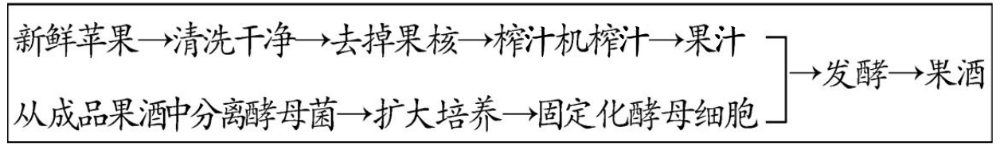 新鲜苹果→清洗干净→去掉果核→榨汁机榨汁→果汁
→发酵→果酒
从成品果酒中分离酵母菌→扩大培养→固定化酵母细胞